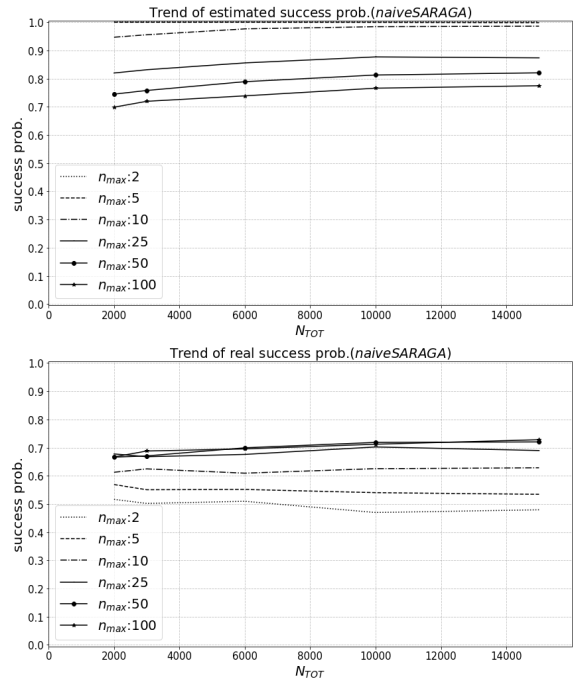 Trend of estimated success prob.(naiveSARAGA)
1.0
0.9
0.8
0.7
0.6
0.5
0.4
0.3
0.2
0.1
0.0
success prob.
n_max:2
n_max:5
n_max:10
n_max:25
n_max:50
n_max:100
0 2000 4000 6000 8000 10000 12000 14000
N_TOT
Trend of real success prob.(naiveSARAGA)
1.0
0.9
0.8
0.7
0.6
0.5
0.4
0.3
0.2
0.1
0.0
success prob.
n_max:2
n_max:5
n_max:10
n_max:25
n_max:50
n_max:100
0 2000 4000 6000 8000 10000 12000 14000
N_TOT